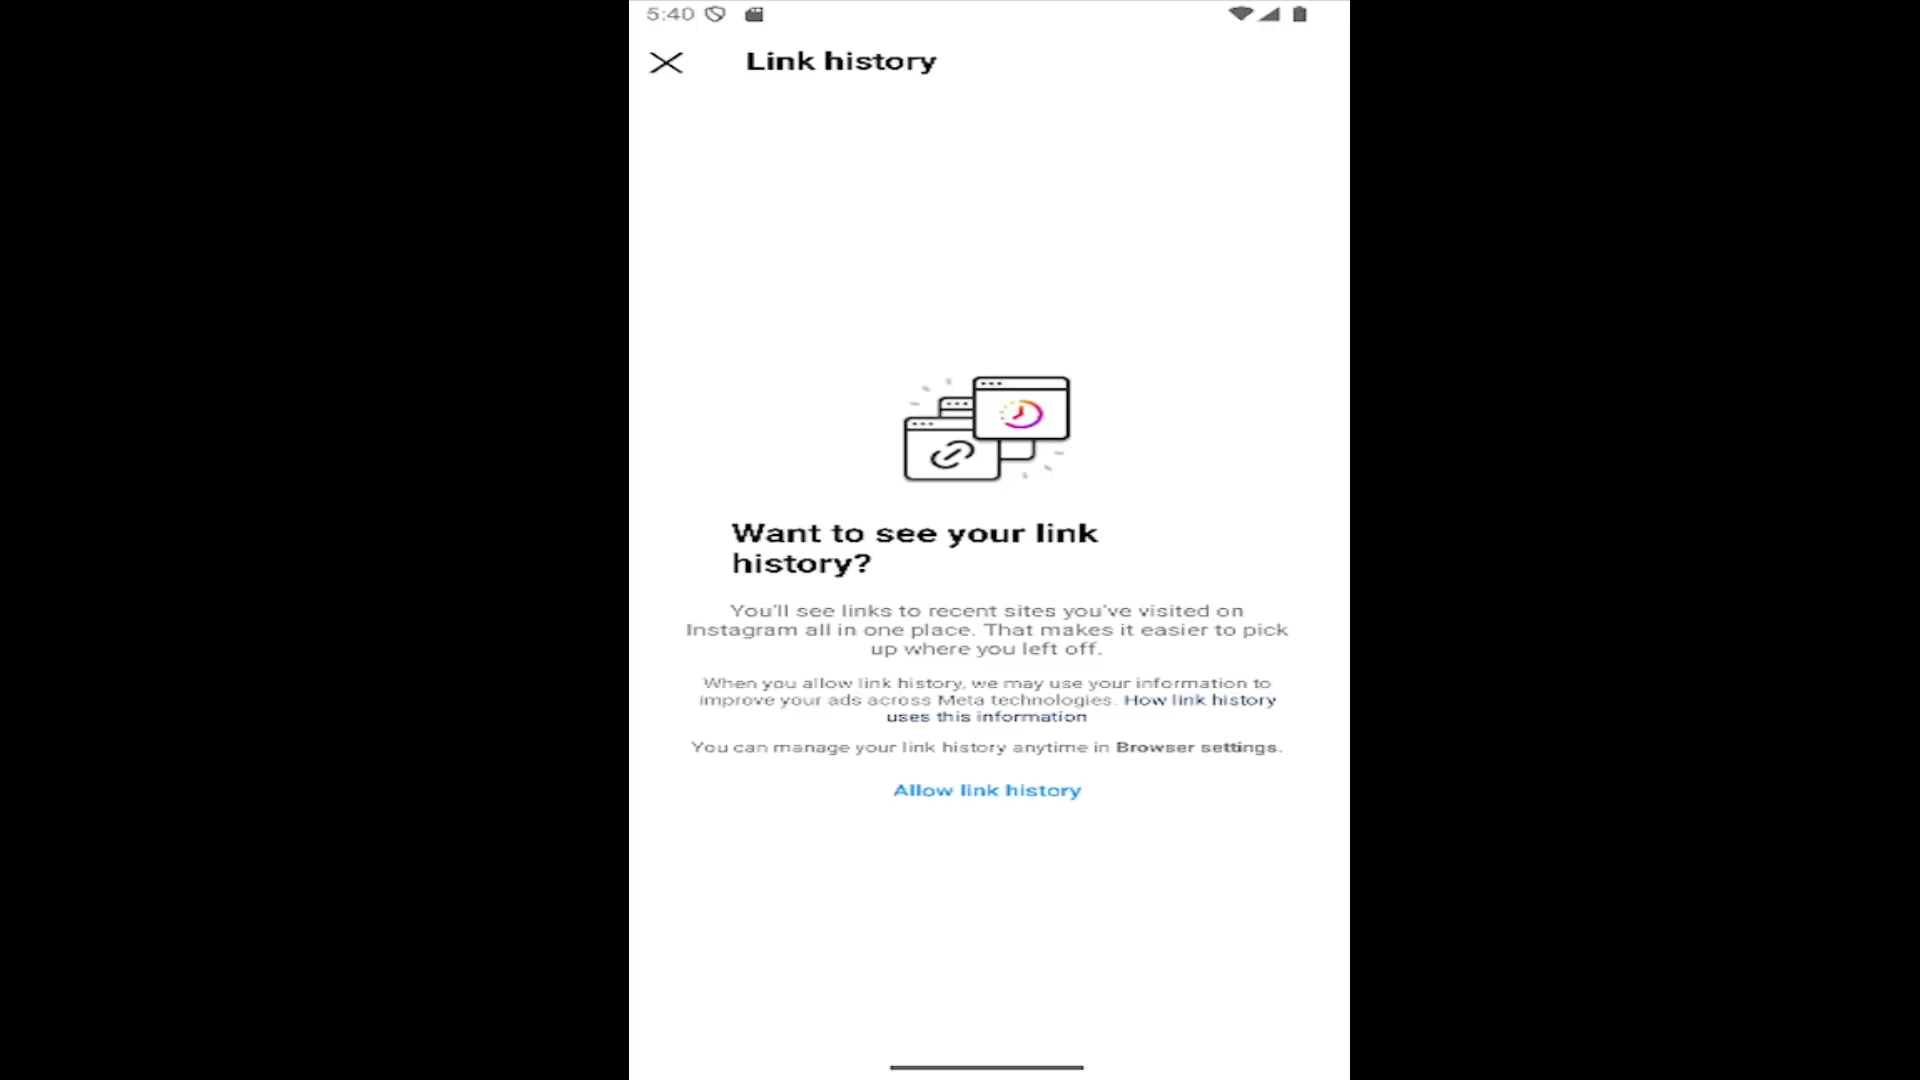 5:40
Link history
Want to see your link
history?
You'll see links to recent sites you've visited on
Instagram all in one place. That makes it easier to pick
up where you left off.
When you allow link history, we may use your information to
improve your ads across Meta technologies. How link history
uses this information
You can manage your link history anytime in Browser settings.
Allow link history